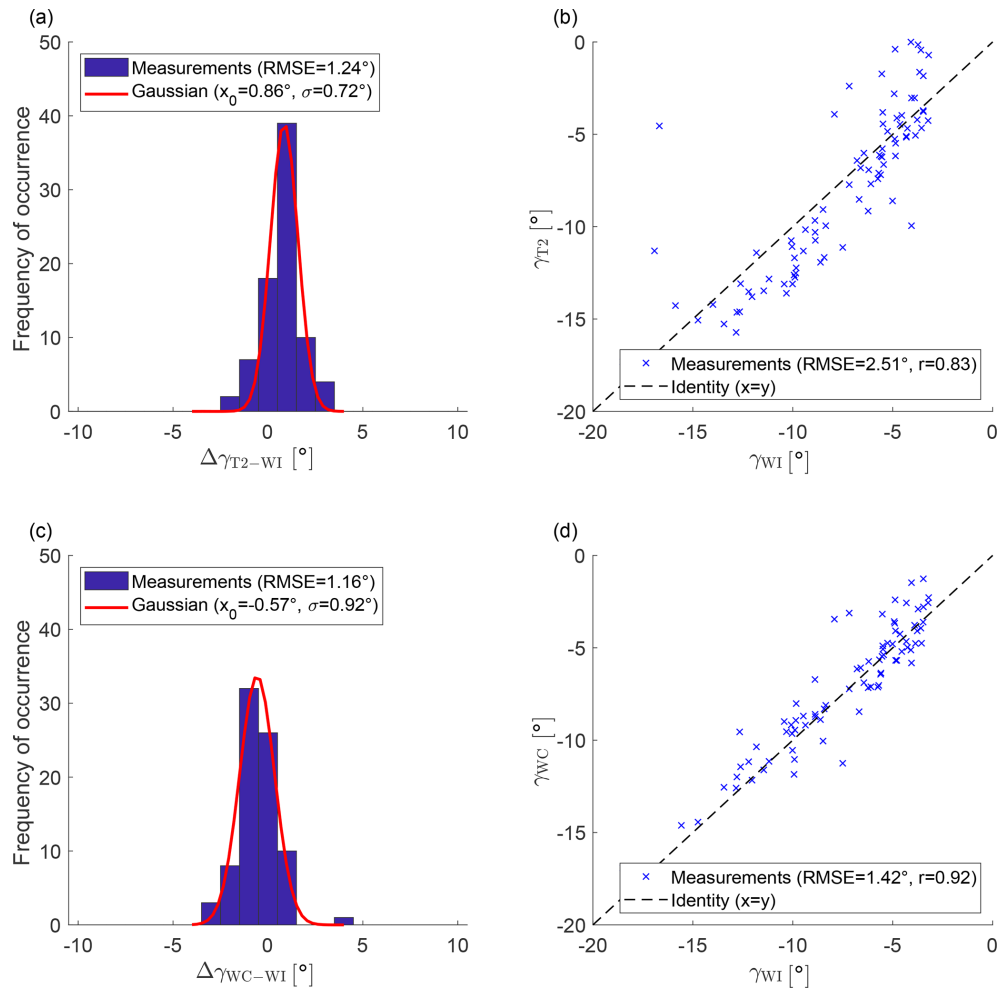 (a)
50
40
30
20
10
0
Frequency of occurrence
Measurements (RMSE=1.24°)
Gaussian (x₀=0.86°, σ=0.72°)
-10 -5 0 5 10
Δγ_T2−WI [°]
(b)
0
-5
-10
-15
-20
γ_T2 [°]
Measurements (RMSE=2.51°, r=0.83)
Identity (x=y)
-20 -15 -10 -5 0
γ_WI [°]
(c)
50
40
30
20
10
0
Frequency of occurrence
Measurements (RMSE=1.16°)
Gaussian (x₀=-0.57°, σ=0.92°)
-10 -5 0 5 10
Δγ_WC−WI [°]
(d)
0
-5
-10
-15
-20
γ_WC [°]
Measurements (RMSE=1.42°, r=0.92)
Identity (x=y)
-20 -15 -10 -5 0
γ_WI [°]